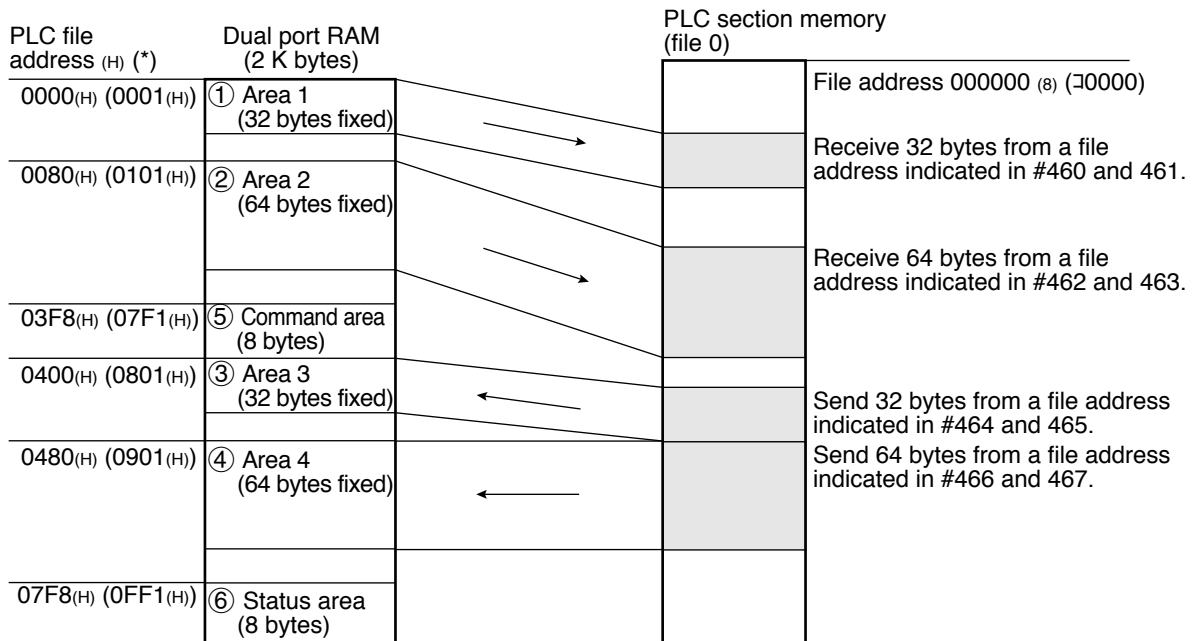 PLC file
address (H) (*)
Dual port RAM
(2 K bytes)
PLC section memory
(file 0)
0000(H) (0001(H))
① Area 1
(32 bytes fixed)
File address 000000 (8) (コ0000)
Receive 32 bytes from a file
address indicated in #460 and 461.
0080(H) (0101(H))
② Area 2
(64 bytes fixed)
Receive 64 bytes from a file
address indicated in #462 and 463.
03F8(H) (07F1(H))
⑤ Command area
(8 bytes)
0400(H) (0801(H))
③ Area 3
(32 bytes fixed)
Send 32 bytes from a file address
indicated in #464 and 465.
0480(H) (0901(H))
④ Area 4
(64 bytes fixed)
Send 64 bytes from a file address
indicated in #466 and 467.
07F8(H) (0FF1(H))
⑥ Status area
(8 bytes)